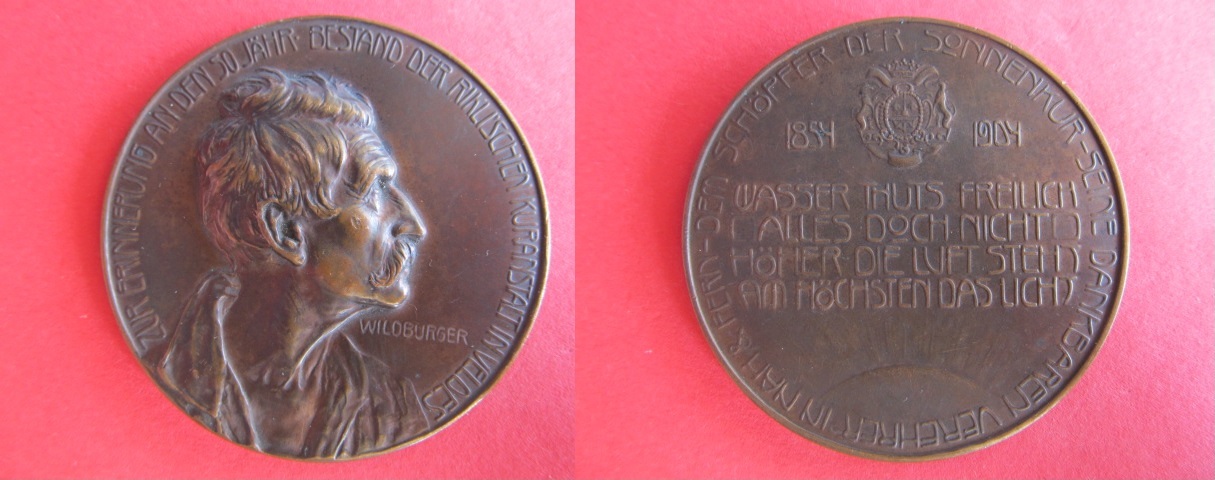 ZUR ERINNERUNG AN·DEN 50 JÄHR· BESTAND DER RIKLI'SCHEN KURANSTALT IN VELDES
WILDBURGER
DEM SCHÖPFER DER SONNENKUR-SEINE DANKBAREN VEREHRER IN NAH & FERN-
1854 1904
WASSER THUTS FREILICH
ALLES DOCH NICHT
HÖHER DIE LUFT STEHT
AM HÖCHSTEN DAS LICHT